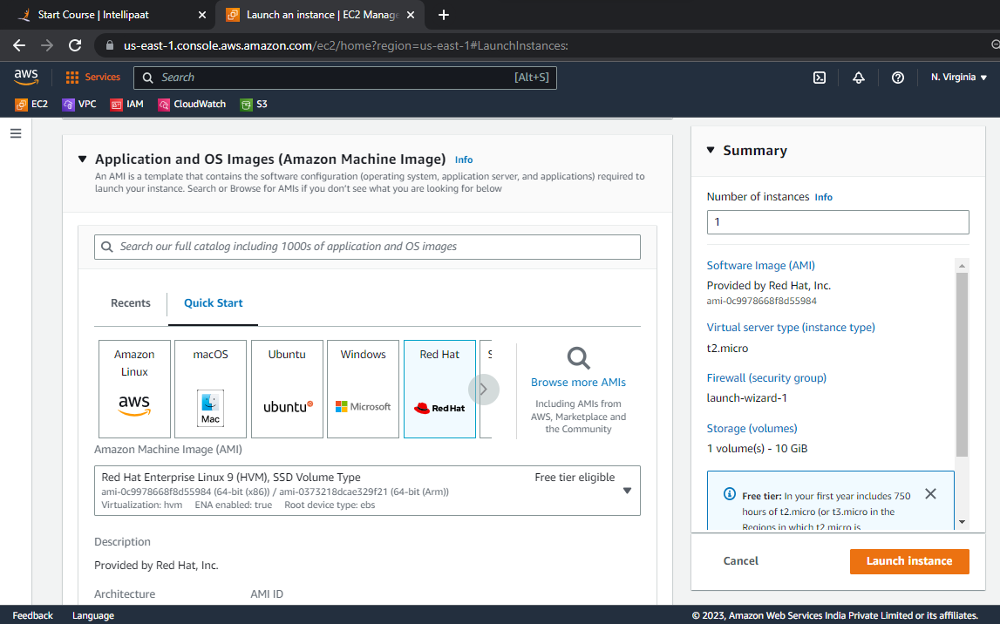 Start Course | Intellipaat
Launch an instance | EC2 Manage
us-east-1.console.aws.amazon.com/ec2/home?region=us-east-1#LaunchInstances:
aws
Services
Search
[Alt+S]
N. Virginia
EC2
VPC
IAM
CloudWatch
S3
Application and OS Images (Amazon Machine Image) Info
An AMI is a template that contains the software configuration (operating system, application server, and applications) required to
launch your instance. Search or Browse for AMIs if you don't see what you are looking for below
Search our full catalog including 1000s of application and OS images
Recents
Quick Start
Amazon
Linux
aws
macOS
Mac
Ubuntu
ubuntu
Windows
Microsoft
Red Hat
Red Hat
S
Browse more AMIs
Including AMIs from
AWS, Marketplace and
the Community
Amazon Machine Image (AMI)
Red Hat Enterprise Linux 9 (HVM), SSD Volume Type
Free tier eligible
ami-0c9978668f8d55984 (64-bit (x86)) / ami-0373218dcae329f21 (64-bit (Arm))
Virtualization: hvm ENA enabled: true Root device type: ebs
Description
Provided by Red Hat, Inc.
Architecture
AMI ID
Summary
Number of instances Info
1
Software Image (AMI)
Provided by Red Hat, Inc.
ami-0c9978668f8d55984
Virtual server type (instance type)
t2.micro
Firewall (security group)
launch-wizard-1
Storage (volumes)
1 volume(s) - 10 GiB
Free tier: In your first year includes 750
hours of t2.micro (or t3.micro in the
Regions in which t2.micro is
Cancel
Launch instance
Feedback
Language
© 2023, Amazon Web Services India Private Limited or its affiliates.